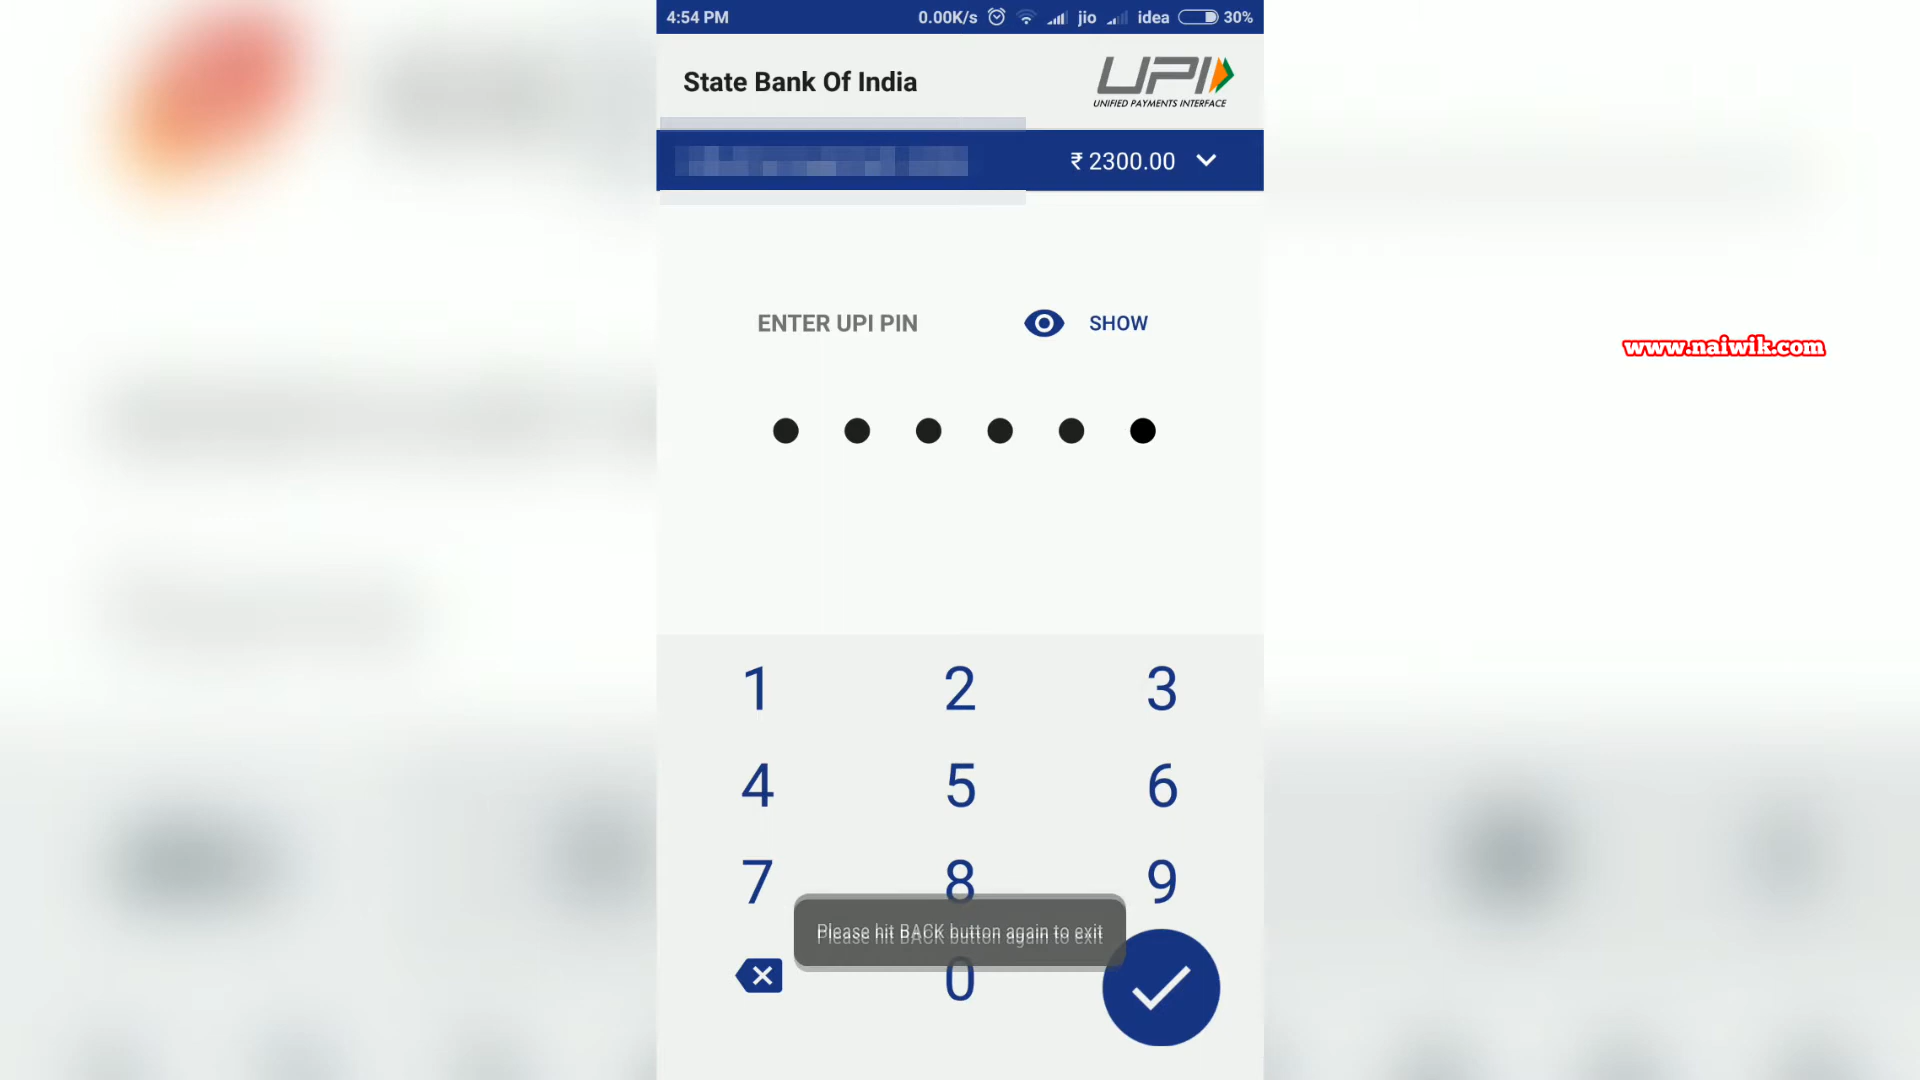 4:54 PM 0.00K/s jio idea 30%
State Bank Of India
UPI
UNIFIED PAYMENTS INTERFACE
₹ 2300.00
ENTER UPI PIN SHOW
www.naiwik.com
1 2 3
4 5 6
7 8 9
Please hit BACK button again to exit
0